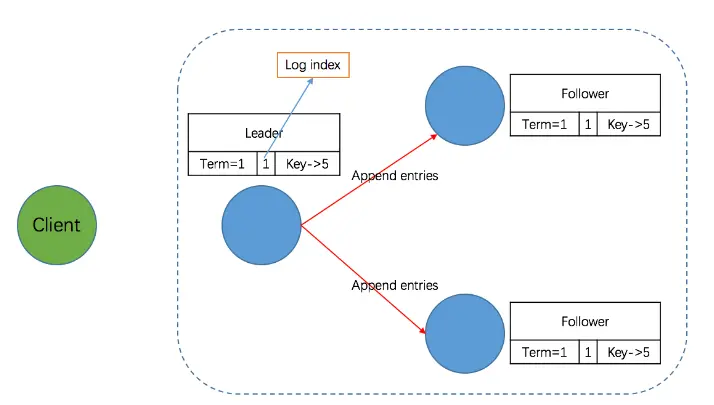 Log index
Follower
Term=1 1 Key->5
Leader
Term=1 1 Key->5
Append entries
Client
Append entries
Follower
Term=1 1 Key->5